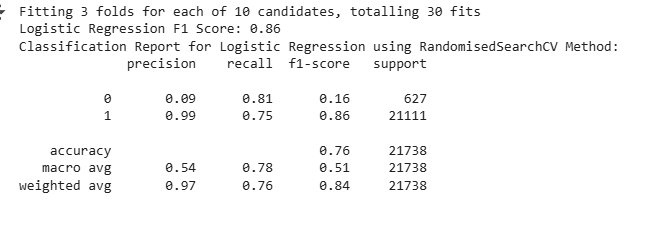 Fitting 3 folds for each of 10 candidates, totalling 30 fits
Logistic Regression F1 Score: 0.86
Classification Report for Logistic Regression using RandomisedSearchCV Method:
precision recall f1-score support
0 0.09 0.81 0.16 627
1 0.99 0.75 0.86 21111
accuracy 0.76 21738
macro avg 0.54 0.78 0.51 21738
weighted avg 0.97 0.76 0.84 21738